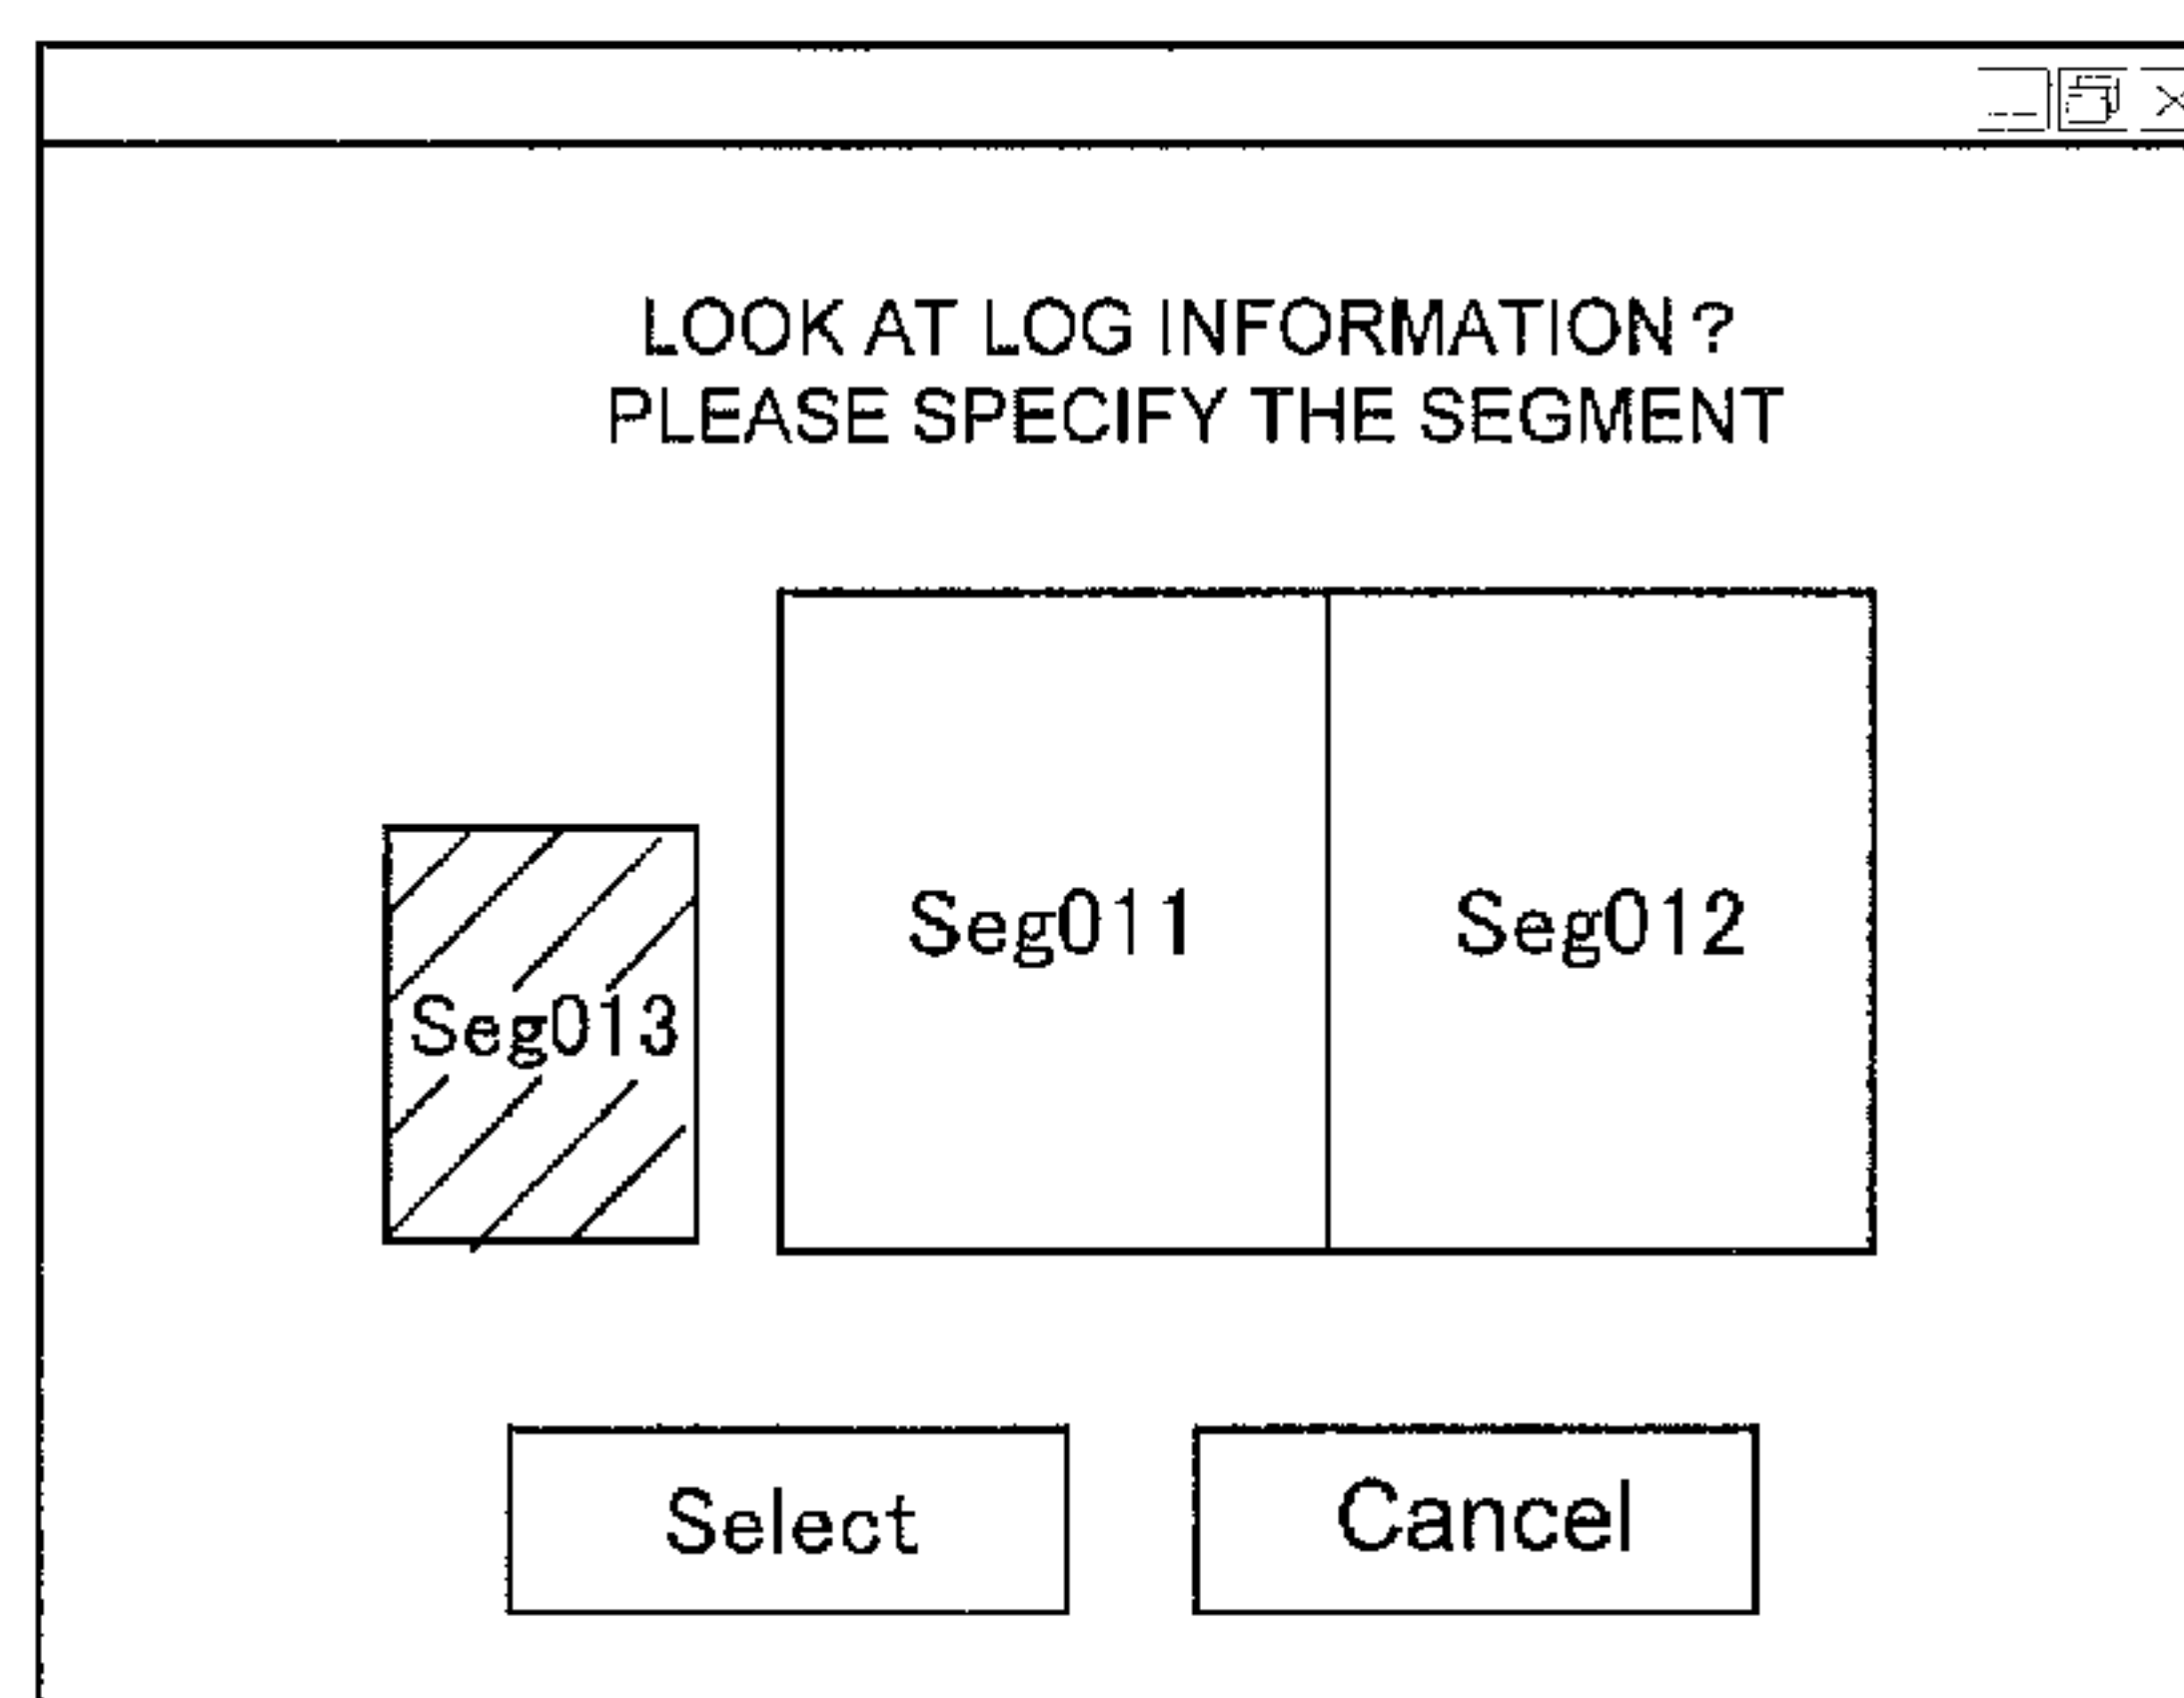 LOOK AT LOG INFORMATION ?
PLEASE SPECIFY THE SEGMENT
Seg011
Seg012
Seg013
Select
Cancel